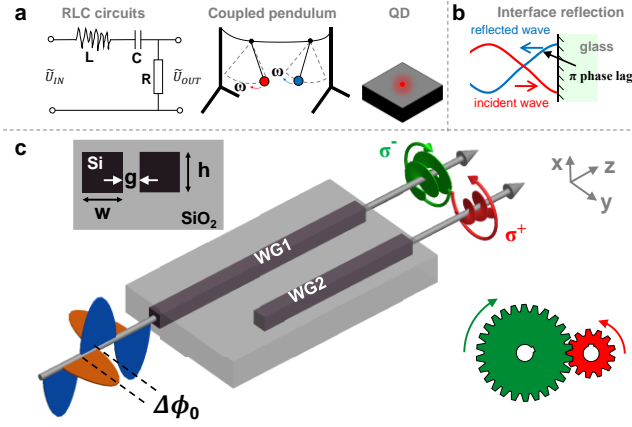 a
RLC circuits
Coupled pendulum
QD
L
C
R
Ũ_IN
Ũ_OUT
ω
ω
b
Interface reflection
reflected wave
glass
π phase lag
incident wave
c
Si
g
h
w
SiO₂
WG1
WG2
σ⁻
σ⁺
x
z
y
Δϕ₀